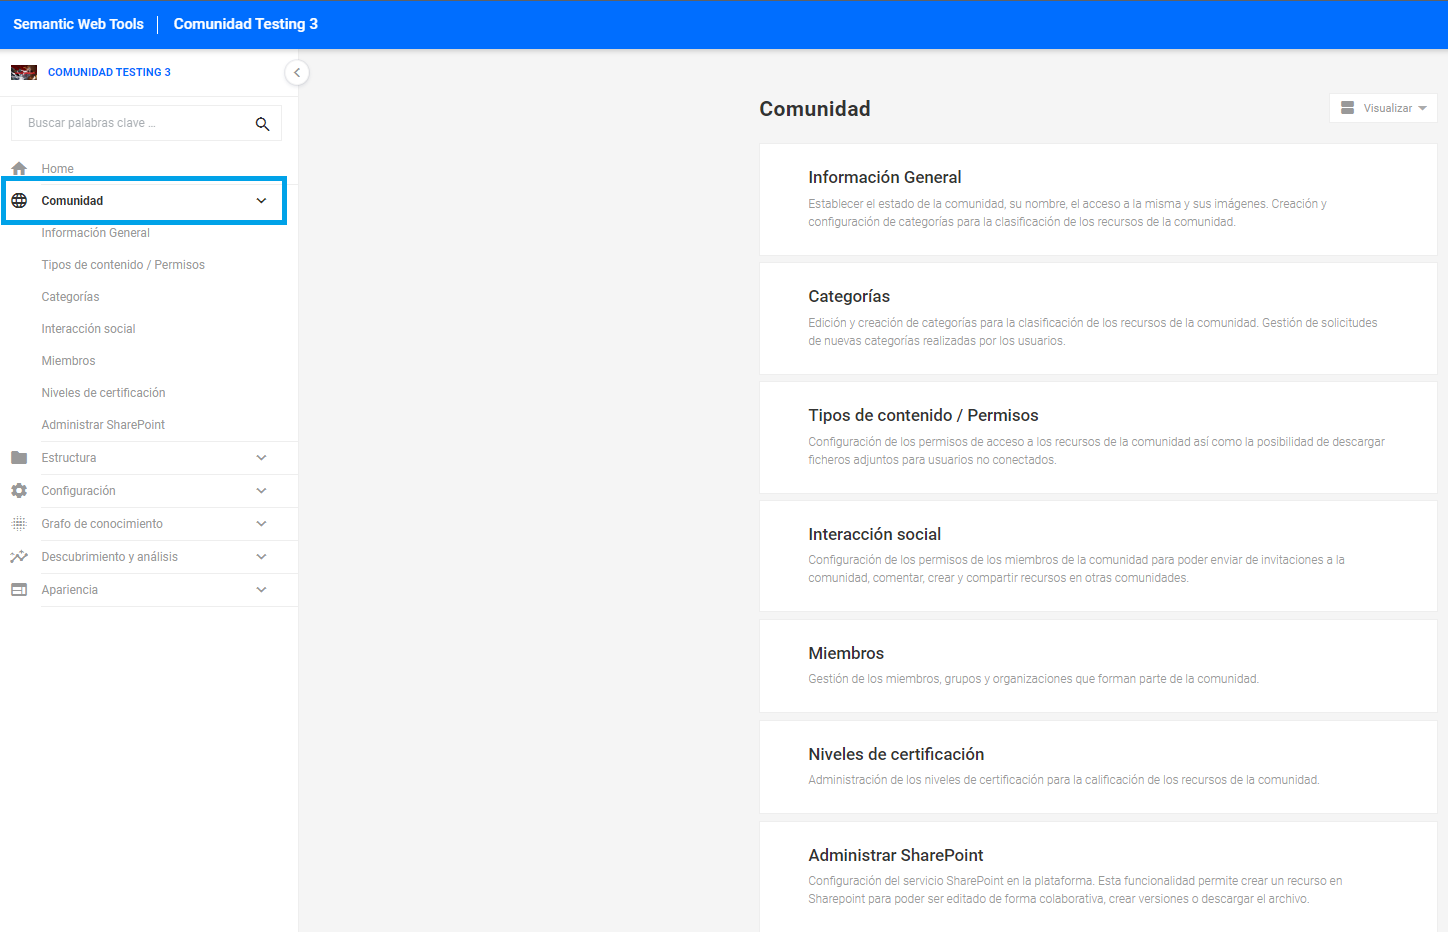 Semantic Web Tools
Comunidad Testing 3
COMUNIDAD TESTING 3
Buscar palabras clave ...
Home
Comunidad
Información General
Tipos de contenido / Permisos
Categorías
Interacción social
Miembros
Niveles de certificación
Administrar SharePoint
Estructura
Configuración
Grafo de conocimiento
Descubrimiento y análisis
Apariencia
Comunidad
Visualizar
Información General
Establecer el estado de la comunidad, su nombre, el acceso a la misma y sus imágenes. Creación y
configuración de categorías para la clasificación de los recursos de la comunidad.
Categorías
Edición y creación de categorías para la clasificación de los recursos de la comunidad. Gestión de solicitudes
de nuevas categorías realizadas por los usuarios.
Tipos de contenido / Permisos
Configuración de los permisos de acceso a los recursos de la comunidad así como la posibilidad de descargar
ficheros adjuntos para usuarios no conectados.
Interacción social
Configuración de los permisos de los miembros de la comunidad para poder enviar de invitaciones a la
comunidad, comentar, crear y compartir recursos en otras comunidades.
Miembros
Gestión de los miembros, grupos y organizaciones que forman parte de la comunidad.
Niveles de certificación
Administración de los niveles de certificación para la calificación de los recursos de la comunidad.
Administrar SharePoint
Configuración del servicio SharePoint en la plataforma. Esta funcionalidad permite crear un recurso en
Sharepoint para poder ser editado de forma colaborativa, crear versiones o descargar el archivo.